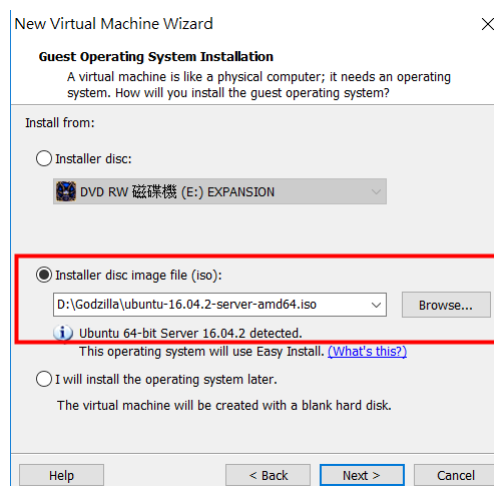 New Virtual Machine Wizard
Guest Operating System Installation
A virtual machine is like a physical computer; it needs an operating
system. How will you install the guest operating system?
Install from:
Installer disc:
DVD RW 磁碟機 (E:) EXPANSION
Installer disc image file (iso):
D:\Godzilla\ubuntu-16.04.2-server-amd64.iso
Browse...
Ubuntu 64-bit Server 16.04.2 detected.
This operating system will use Easy Install. (What's this?)
I will install the operating system later.
The virtual machine will be created with a blank hard disk.
Help
< Back
Next >
Cancel